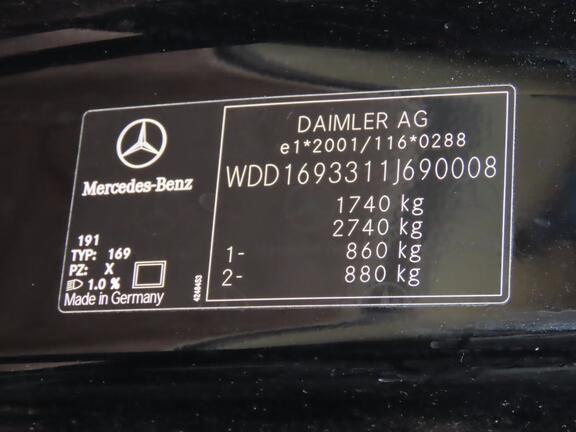 Mercedes-Benz
191
TYP: 169
PZ: X
1.0 %
Made in Germany
4248453
DAIMLER AG
e1*2001/116*0288
WDD1693311J690008
1740 kg
2740 kg
1- 860 kg
2- 880 kg